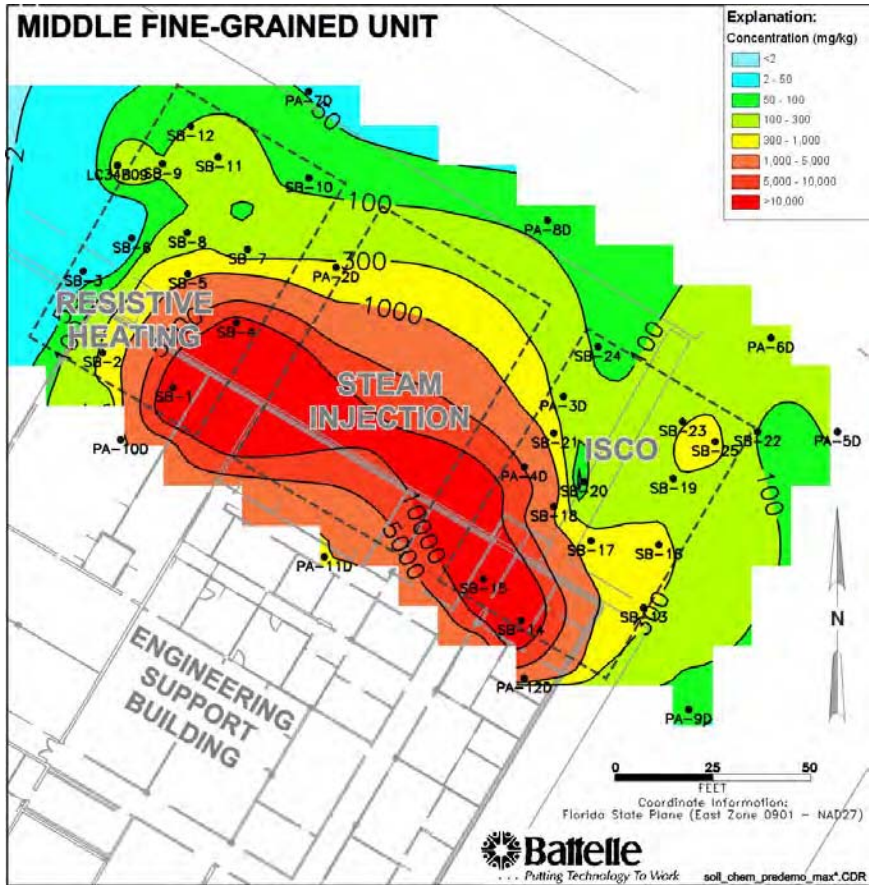 MIDDLE FINE-GRAINED UNIT
Explanation:
Concentration (mg/kg)
<2
2 - 50
50 - 100
100 - 300
300 - 1,000
1,000 - 5,000
5,000 - 10,000
>10,000
PA-7D
50
SB-12
SB-11
LC34B09
SB-9
SB-10
2
100
PA-8D
SB-6
SB-8
SB-7
300
PA-2D
SB-3
SB-5
RESISTIVE
HEATING
1000
SB-4
SB-2
SB-24
PA-6D
STEAM
INJECTION
SB-1
PA-3D
SB-21
ISCO
SB-23
SB-25
SB-22
PA-5D
PA-10D
PA-4D
SB-20
SB-19
100
SB-18
10000
5000
SB-17
SB-16
PA-11D
SB-15
SB-13
300
SB-14
N
PA-12D
PA-9D
ENGINEERING
SUPPORT
BUILDING
0 25 50
FEET
Coordinate Information:
Florida State Plane (East Zone 0901 - NAD27)
Battelle
... Putting Technology To Work
soil_chem_predemo_max*.CDR